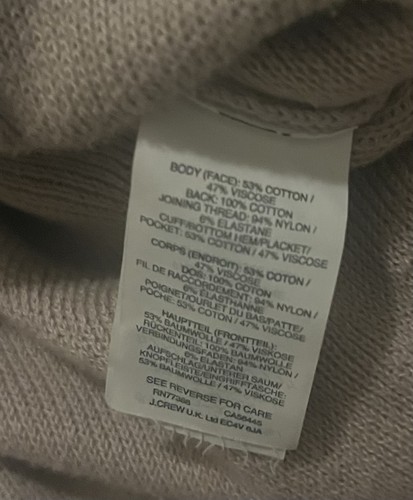 BODY (FACE): 53% COTTON /
47% VISCOSE
BACK: 100% COTTON
JOINING THREAD: 94% NYLON /
6% ELASTANE
CUFF/BOTTOM HEM/PLACKET/
POCKET: 53% COTTON / 47% VISCOSE
CORPS (ENDROIT): 53% COTON /
47% VISCOSE
DOS: 100% COTON
FIL DE RACCORDEMENT: 94% NYLON /
6% ELASTHANNE
POIGNET/OURLET DU BAS/PATTE/
POCHE: 53% COTON / 47% VISCOSE
HAUPTTEIL (FRONTTEIL):
53% BAUMWOLLE / 47% VISKOSE
RÜCKENTEIL: 100% BAUMWOLLE
VERBINDUNGSFADEN: 94% NYLON /
6% ELASTAN
AUFSCHLAG/UNTERER SAUM/
KNOPFLEISTE/EINGRIFFTASCHE:
53% BAUMWOLLE / 47% VISKOSE
SEE REVERSE FOR CARE
RN77388 CA56445
J.CREW U.K. Ltd EC4V 6JA